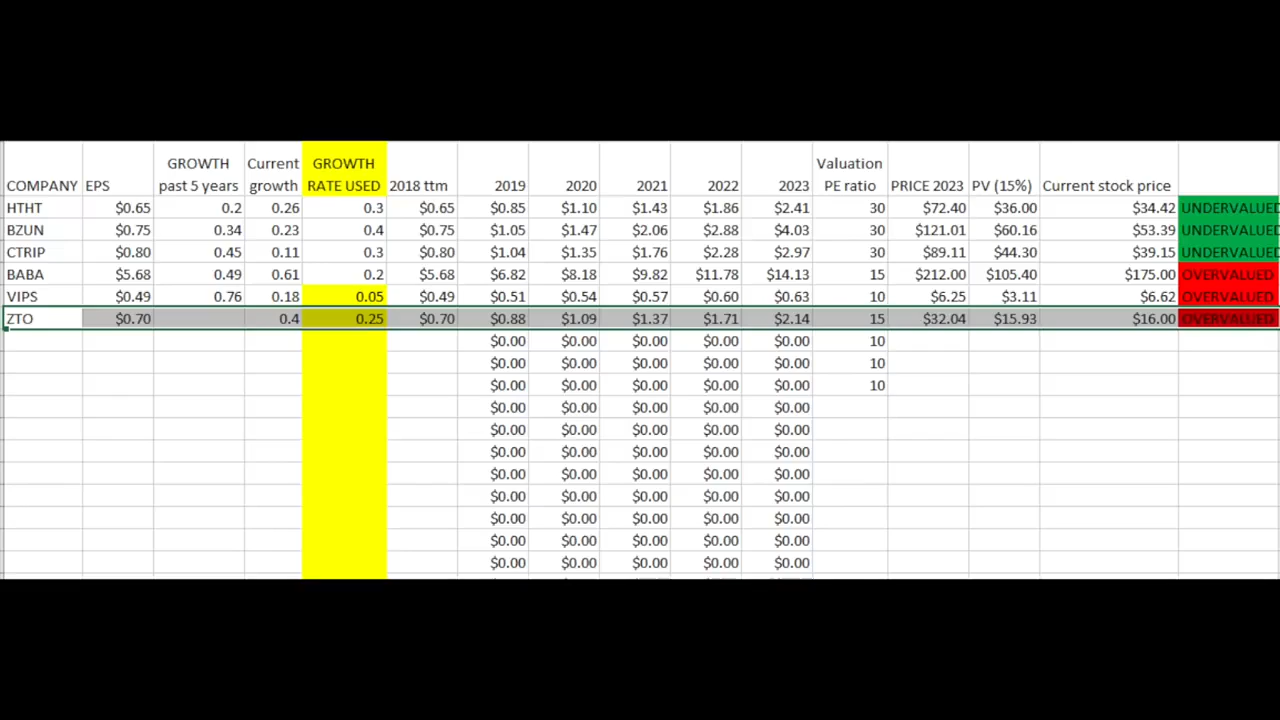 GROWTH Current GROWTH Valuation
COMPANY EPS past 5 years growth RATE USED 2018 ttm 2019 2020 2021 2022 2023 PE ratio PRICE 2023 PV (15%) Current stock price
HTHT $0.65 0.2 0.26 0.3 $0.65 $0.85 $1.10 $1.43 $1.86 $2.41 30 $72.40 $36.00 $34.42 UNDERVALUED
BZUN $0.75 0.34 0.23 0.4 $0.75 $1.05 $1.47 $2.06 $2.88 $4.03 30 $121.01 $60.16 $53.39 UNDERVALUED
CTRIP $0.80 0.45 0.11 0.3 $0.80 $1.04 $1.35 $1.76 $2.28 $2.97 30 $89.11 $44.30 $39.15 UNDERVALUED
BABA $5.68 0.49 0.61 0.2 $5.68 $6.82 $8.18 $9.82 $11.78 $14.13 15 $212.00 $105.40 $175.00 OVERVALUED
VIPS $0.49 0.76 0.18 0.05 $0.49 $0.51 $0.54 $0.57 $0.60 $0.63 10 $6.25 $3.11 $6.62 OVERVALUED
ZTO $0.70 0.4 0.25 $0.70 $0.88 $1.09 $1.37 $1.71 $2.14 15 $32.04 $15.93 $16.00 OVERVALUED
$0.00 $0.00 $0.00 $0.00 $0.00 10
$0.00 $0.00 $0.00 $0.00 $0.00 10
$0.00 $0.00 $0.00 $0.00 $0.00 10
$0.00 $0.00 $0.00 $0.00 $0.00
$0.00 $0.00 $0.00 $0.00 $0.00
$0.00 $0.00 $0.00 $0.00 $0.00
$0.00 $0.00 $0.00 $0.00 $0.00
$0.00 $0.00 $0.00 $0.00 $0.00
$0.00 $0.00 $0.00 $0.00 $0.00
$0.00 $0.00 $0.00 $0.00 $0.00
$0.00 $0.00 $0.00 $0.00 $0.00